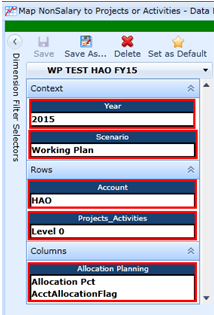 Map NonSalary to Projects or Activities - Data
Save Save As... Delete Set as Default
WP TEST HAO FY15
Dimension Filter Selectors
Context
Year
2015
Scenario
Working Plan
Rows
Account
HAO
Projects_Activities
Level 0
Columns
Allocation Planning
Allocation Pct
AcctAllocationFlag